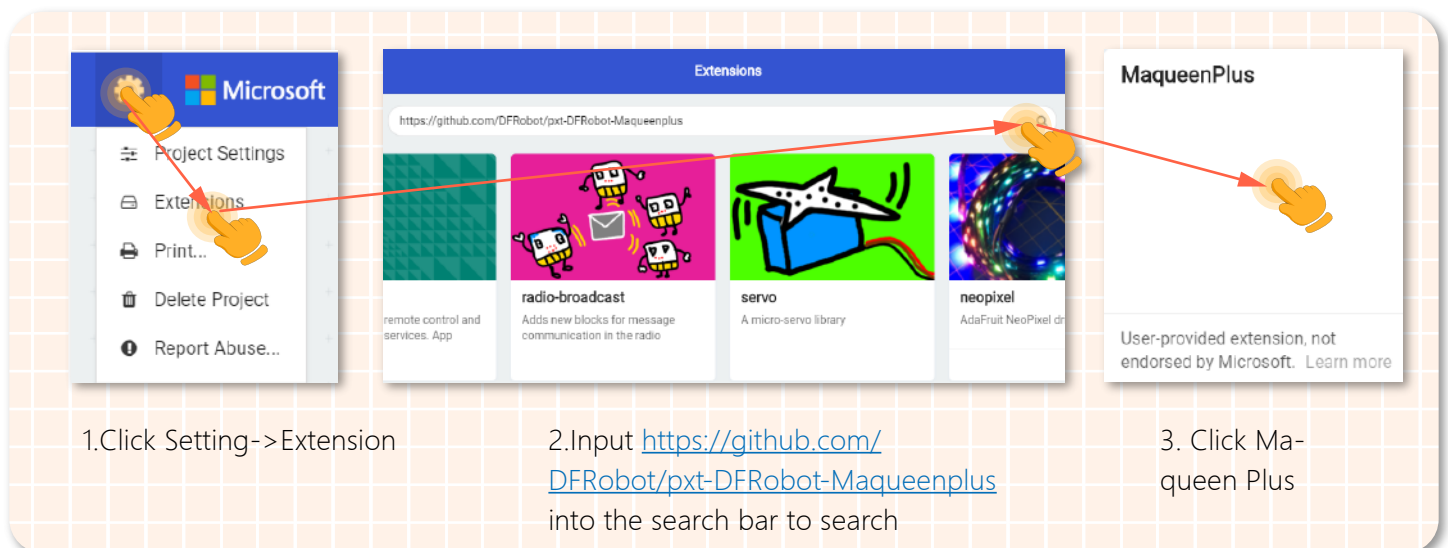 Microsoft
Project Settings
Extensions
Print...
Delete Project
Report Abuse...
Extensions
https://github.com/DFRobot/pxt-DFRobot-Maqueenplus
remote control and
services. App
radio-broadcast
Adds new blocks for message
communication in the radio
servo
A micro-servo library
neopixel
AdaFruit NeoPixel
MaqueenPlus
User-provided extension, not
endorsed by Microsoft. Learn more
1.Click Setting->Extension
2.Input https://github.com/
DFRobot/pxt-DFRobot-Maqueenplus
into the search bar to search
3. Click Ma-
queen Plus